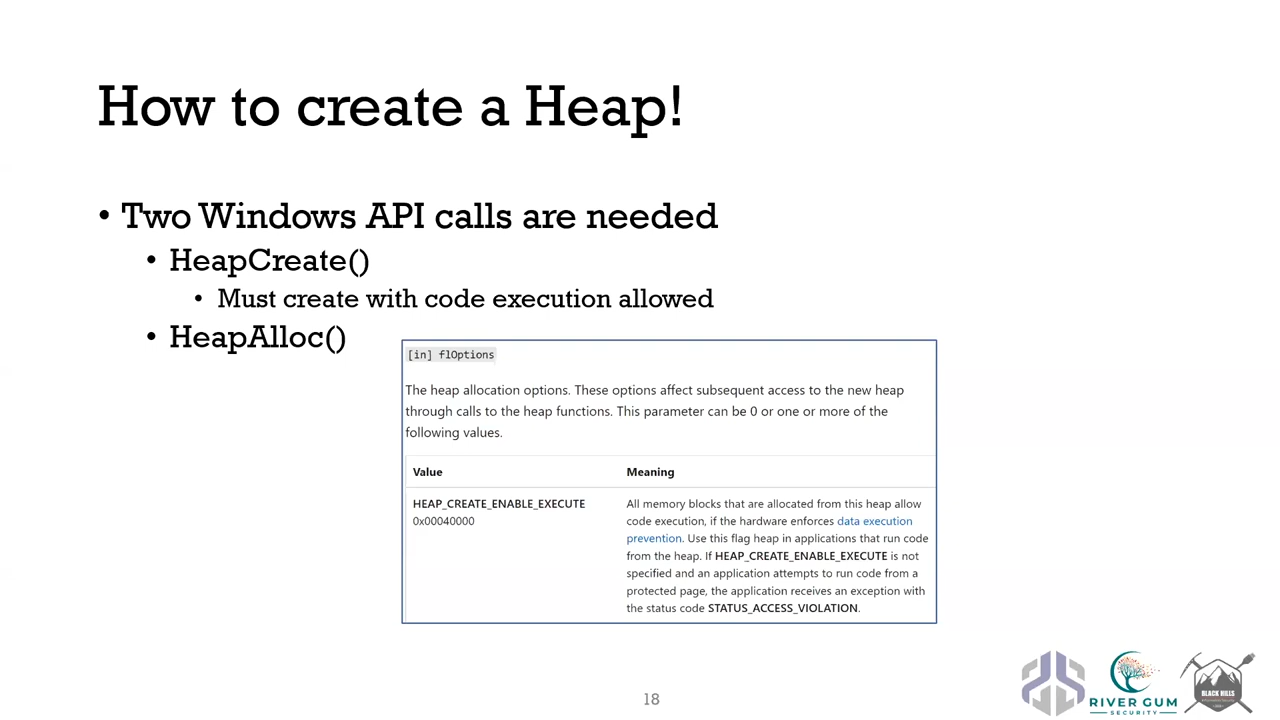 How to create a Heap!
• Two Windows API calls are needed
• HeapCreate()
• Must create with code execution allowed
• HeapAlloc()
[in] flOptions
The heap allocation options. These options affect subsequent access to the new heap
through calls to the heap functions. This parameter can be 0 or one or more of the
following values.
Value Meaning
HEAP_CREATE_ENABLE_EXECUTE
0x00040000
All memory blocks that are allocated from this heap allow
code execution, if the hardware enforces data execution
prevention. Use this flag heap in applications that run code
from the heap. If HEAP_CREATE_ENABLE_EXECUTE is not
specified and an application attempts to run code from a
protected page, the application receives an exception with
the status code STATUS_ACCESS_VIOLATION.
18
RIVER GUM
SECURITY
BLACK HILLS